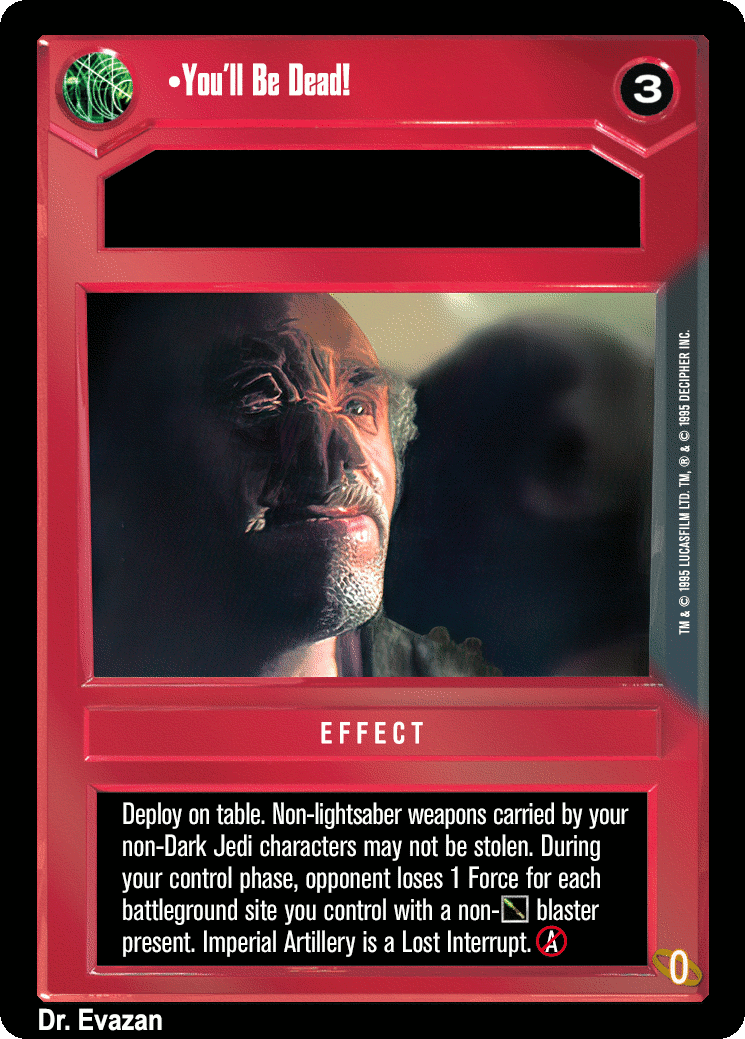 •You'll Be Dead!
3
TM & © 1995 LUCASFILM LTD. TM, ® & © 1995 DECIPHER INC.
EFFECT
Deploy on table. Non-lightsaber weapons carried by your
non-Dark Jedi characters may not be stolen. During
your control phase, opponent loses 1 Force for each
battleground site you control with a non- blaster
present. Imperial Artillery is a Lost Interrupt. A
0
Dr. Evazan